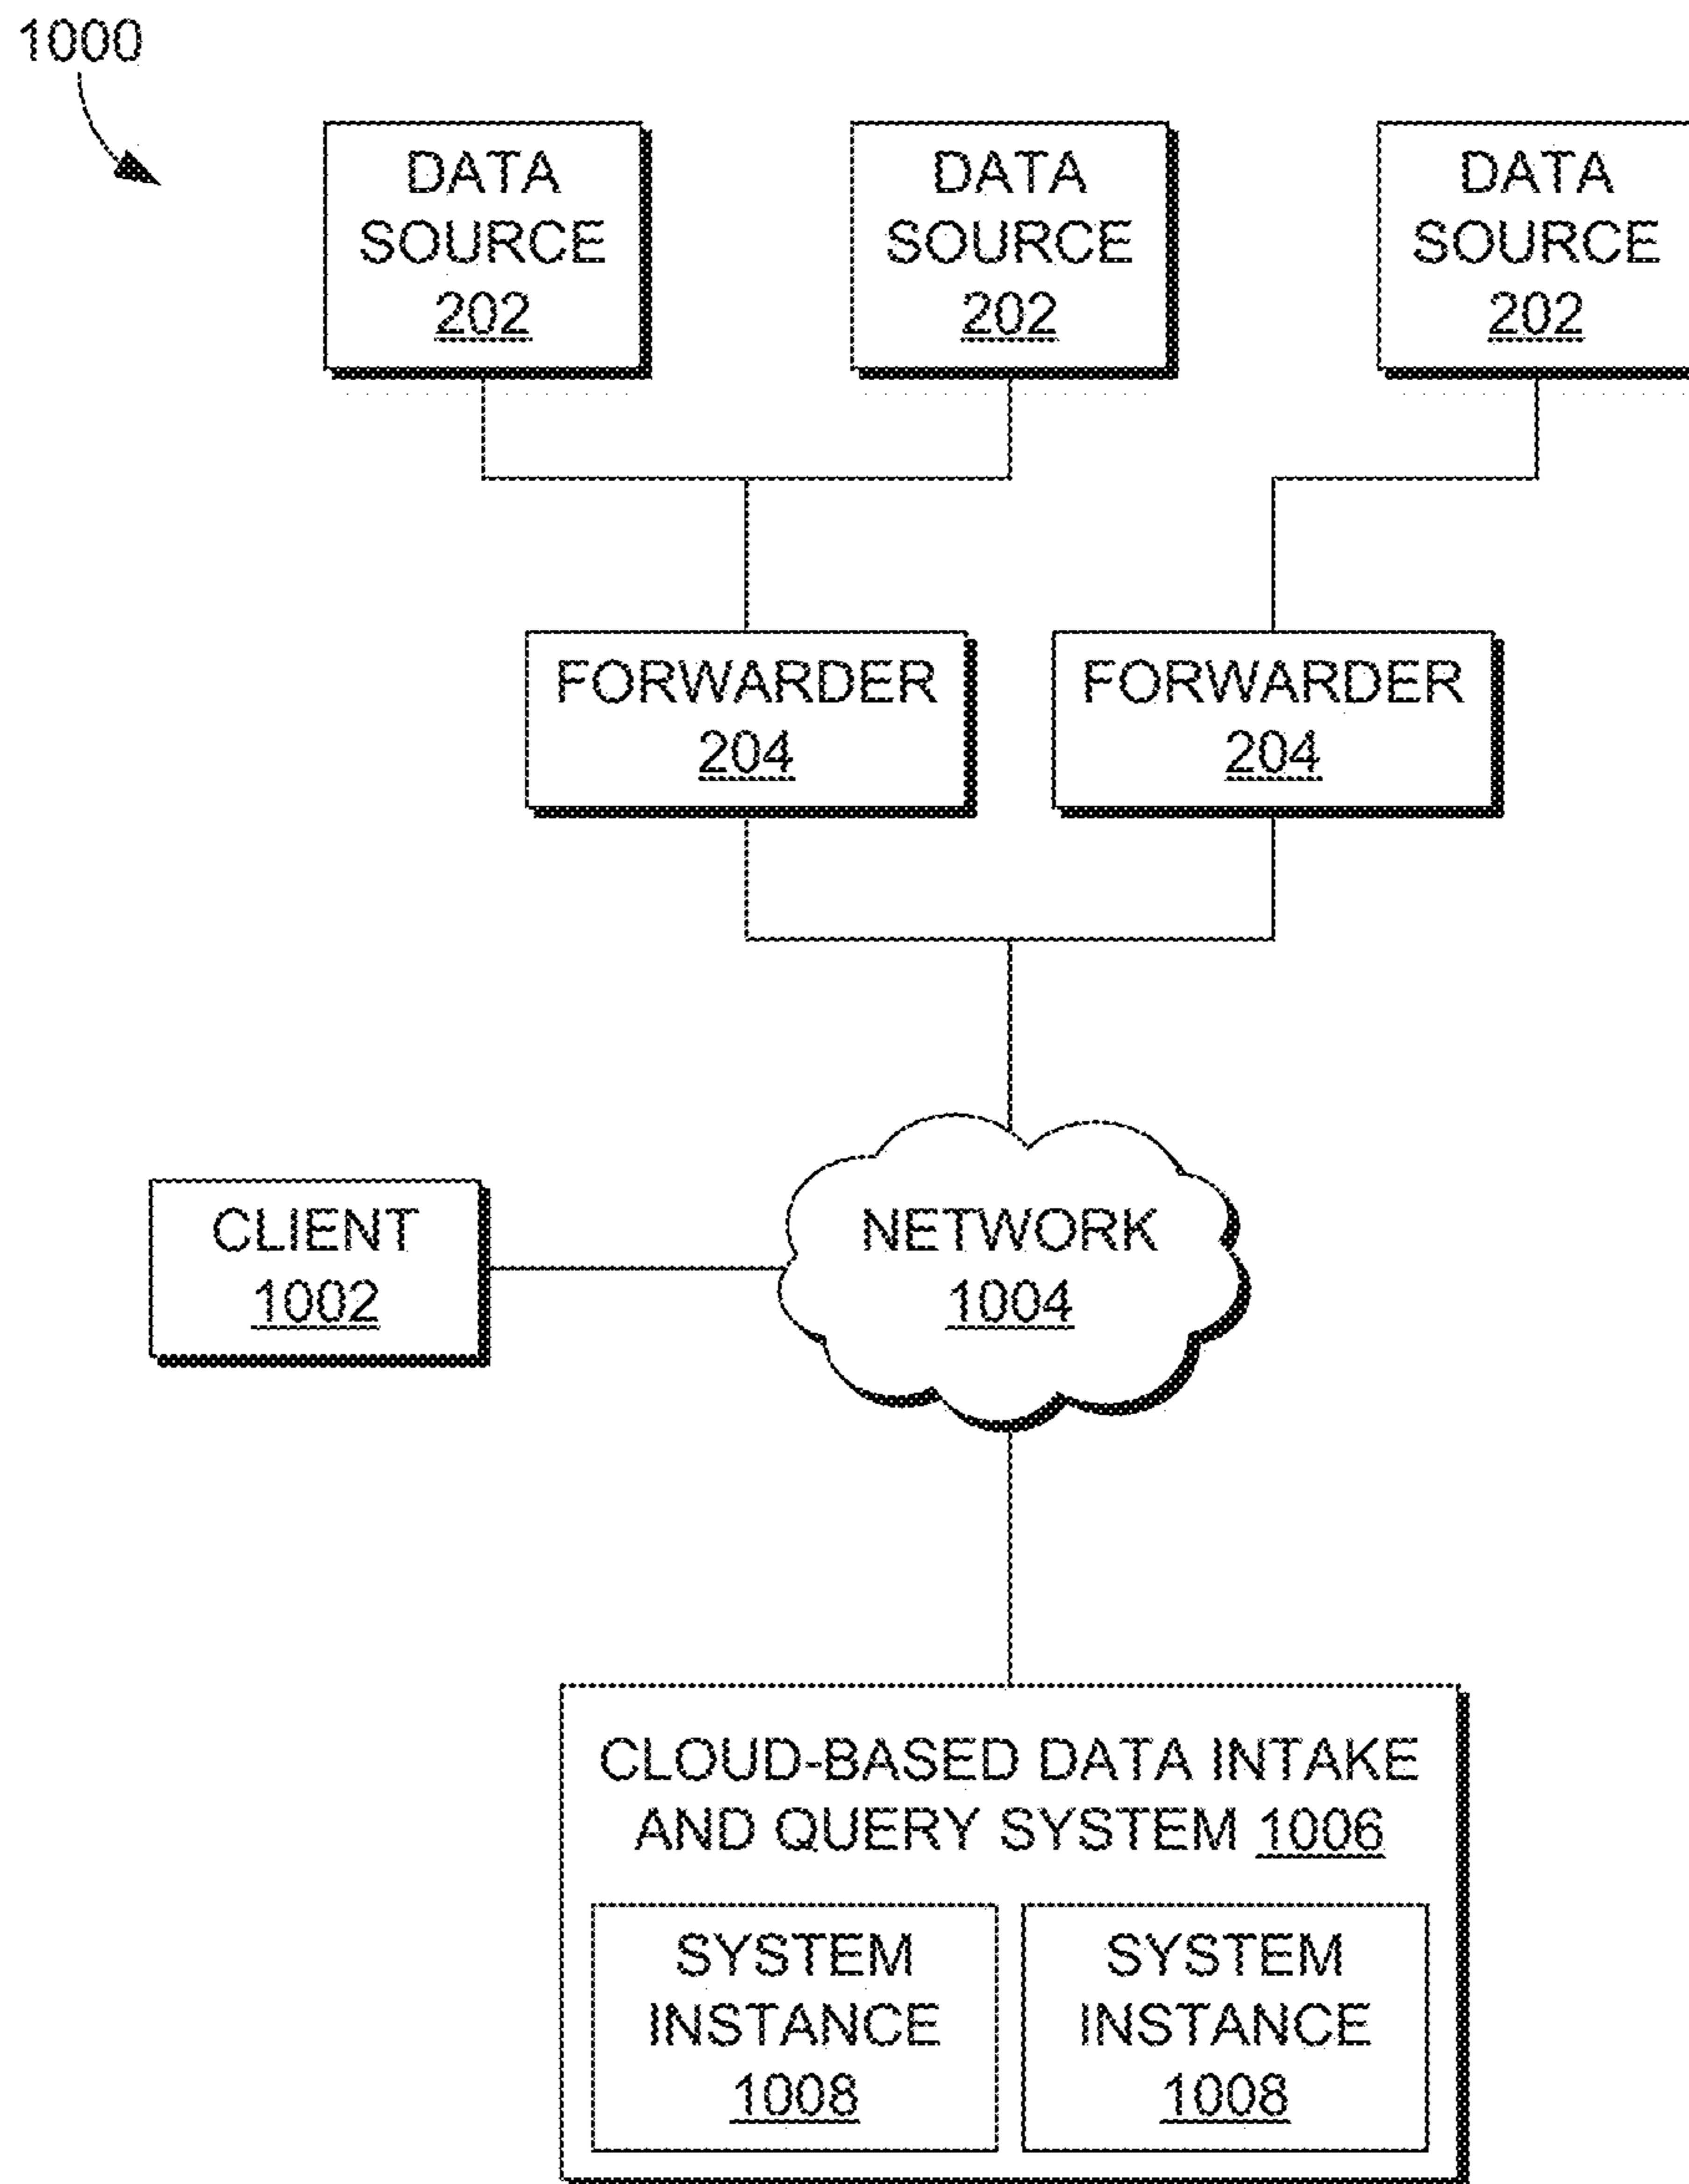 1000
DATA
SOURCE
202
DATA
SOURCE
202
DATA
SOURCE
202
FORWARDER
204
FORWARDER
204
CLIENT
1002
NETWORK
1004
CLOUD-BASED DATA INTAKE
AND QUERY SYSTEM 1006
SYSTEM
INSTANCE
1008
SYSTEM
INSTANCE
1008